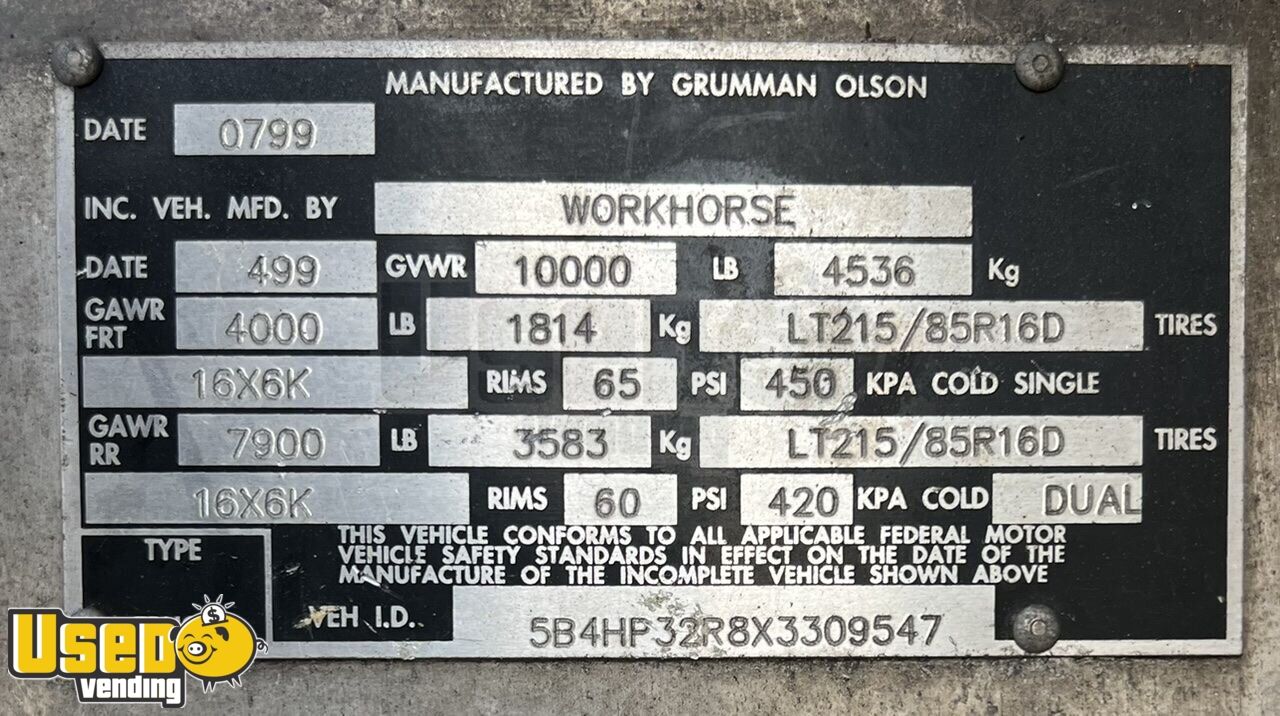 MANUFACTURED BY GRUMMAN OLSON
DATE 0799
INC. VEH. MFD. BY WORKHORSE
DATE 499 GVWR 10000 LB 4536 Kg
GAWR FRT 4000 LB 1814 Kg LT215/85R16D TIRES
16X6K RIMS 65 PSI 450 KPA COLD SINGLE
GAWR RR 7900 LB 3583 Kg LT215/85R16D TIRES
16X6K RIMS 60 PSI 420 KPA COLD DUAL
THIS VEHICLE CONFORMS TO ALL APPLICABLE FEDERAL MOTOR
VEHICLE SAFETY STANDARDS IN EFFECT ON THE DATE OF THE
MANUFACTURE OF THE INCOMPLETE VEHICLE SHOWN ABOVE
TYPE
VEH I.D. 5B4HP32R8X3309547
USED
vending